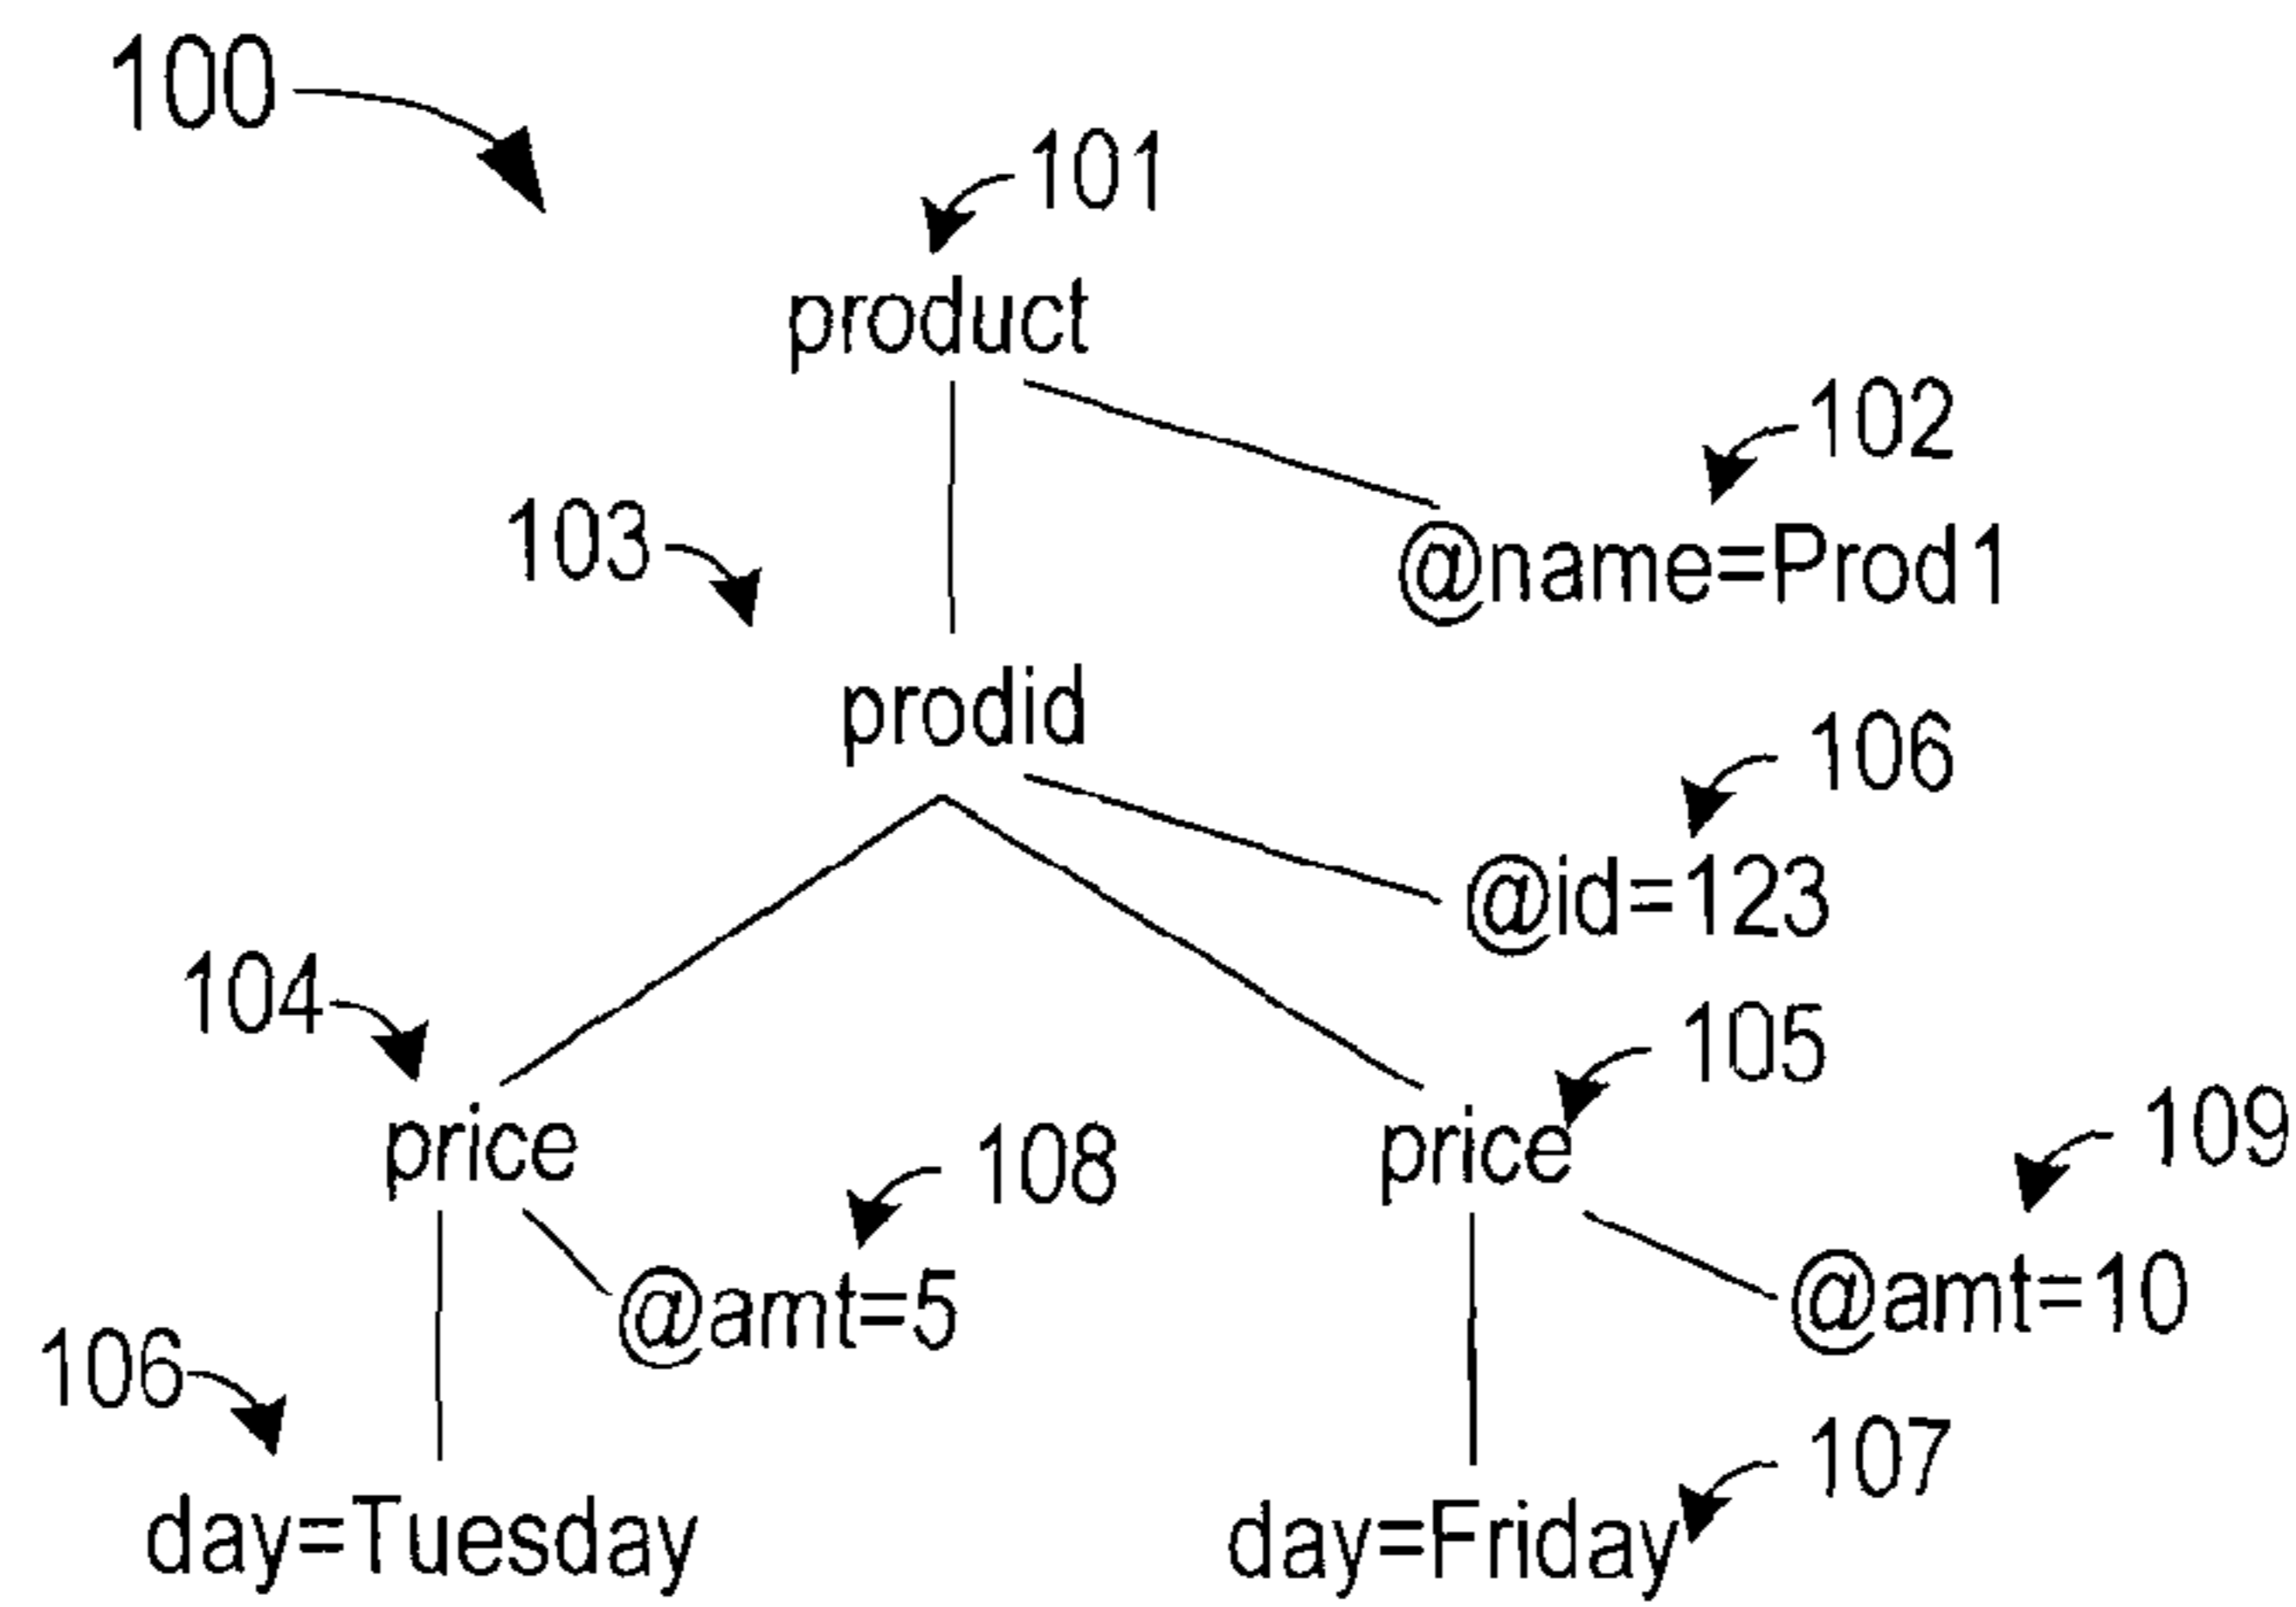 100
101
product
102
@name=Prod1
103
prodid
106
@id=123
104
105
price
108
price
109
@amt=5
@amt=10
106
107
day=Tuesday
day=Friday